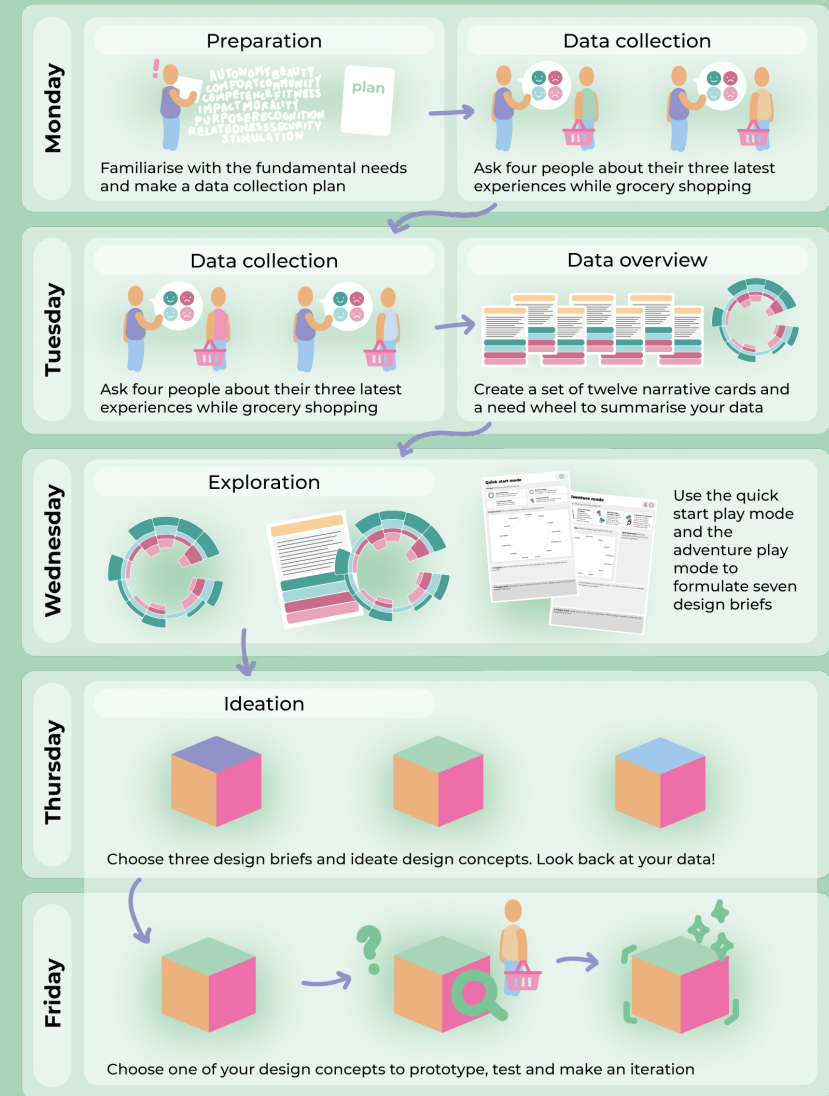 Monday
Preparation
AUTONOMY BEAUTY
COMFORT COMMUNITY
COMPETENCE FITNESS
IMPACT MORALITY
PURPOSE RECOGNITION
RELATEDNESS SECURITY
STIMULATION
plan
Familiarise with the fundamental needs
and make a data collection plan
Data collection
Ask four people about their three latest
experiences while grocery shopping
Tuesday
Data collection
Ask four people about their three latest
experiences while grocery shopping
Data overview
Create a set of twelve narrative cards and
a need wheel to summarise your data
Wednesday
Exploration
Quick start mode
venture mode
Use the quick
start play mode
and the
adventure play
mode to
formulate seven
design briefs
Thursday
Ideation
Choose three design briefs and ideate design concepts. Look back at your data!
Friday
?
Choose one of your design concepts to prototype, test and make an iteration